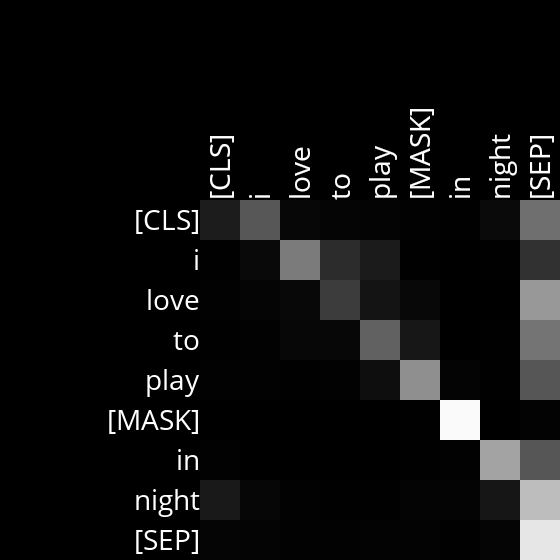 [CLS] i love to play [MASK] in night [SEP]
[CLS]
i
love
to
play
[MASK]
in
night
[SEP]